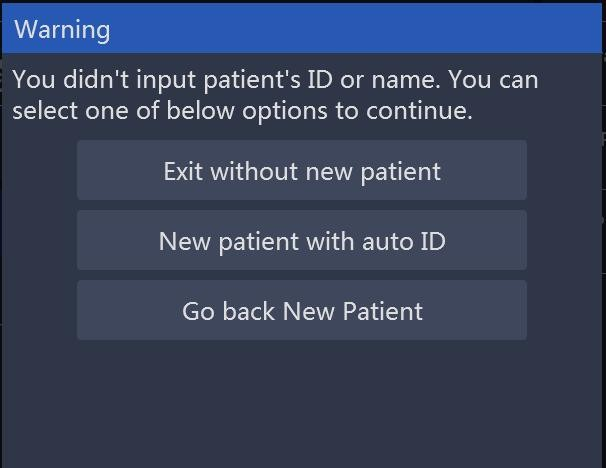 Warning
You didn't input patient's ID or name. You can
select one of below options to continue.
Exit without new patient
New patient with auto ID
Go back New Patient